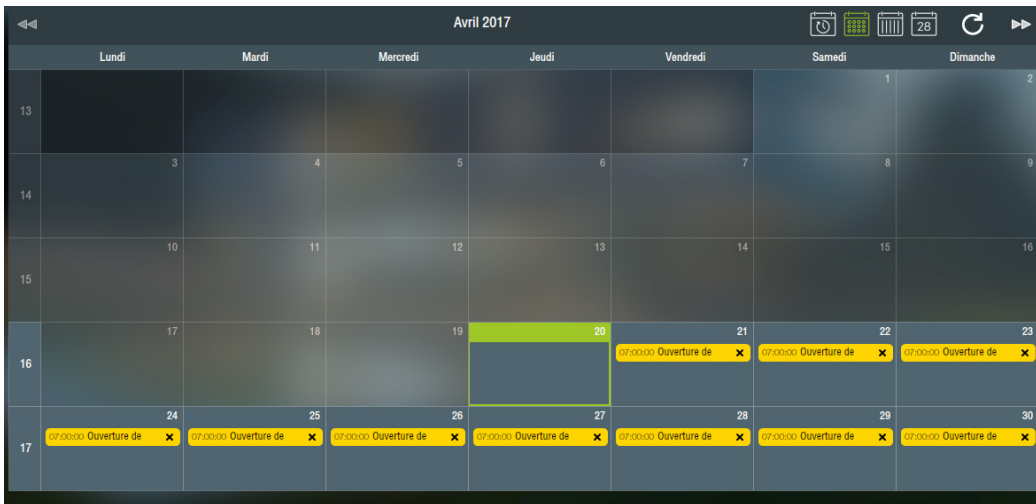 Avril 2017
28
Lundi Mardi Mercredi Jeudi Vendredi Samedi Dimanche
1 2
13
3 4 5 6 7 8 9
14
10 11 12 13 14 15 16
15
17 18 19 20 21 22 23
16
07:00:00 Ouverture de 07:00:00 Ouverture de 07:00:00 Ouverture de
24 25 26 27 28 29 30
17
07:00:00 Ouverture de 07:00:00 Ouverture de 07:00:00 Ouverture de 07:00:00 Ouverture de 07:00:00 Ouverture de 07:00:00 Ouverture de 07:00:00 Ouverture de